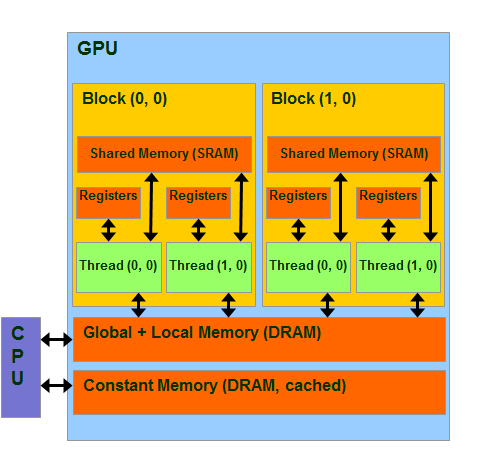 GPU
Block (0, 0)
Block (1, 0)
Shared Memory (SRAM)
Shared Memory (SRAM)
Registers
Registers
Registers
Registers
Thread (0, 0)
Thread (1, 0)
Thread (0, 0)
Thread (1, 0)
C
P
U
Global + Local Memory (DRAM)
Constant Memory (DRAM, cached)